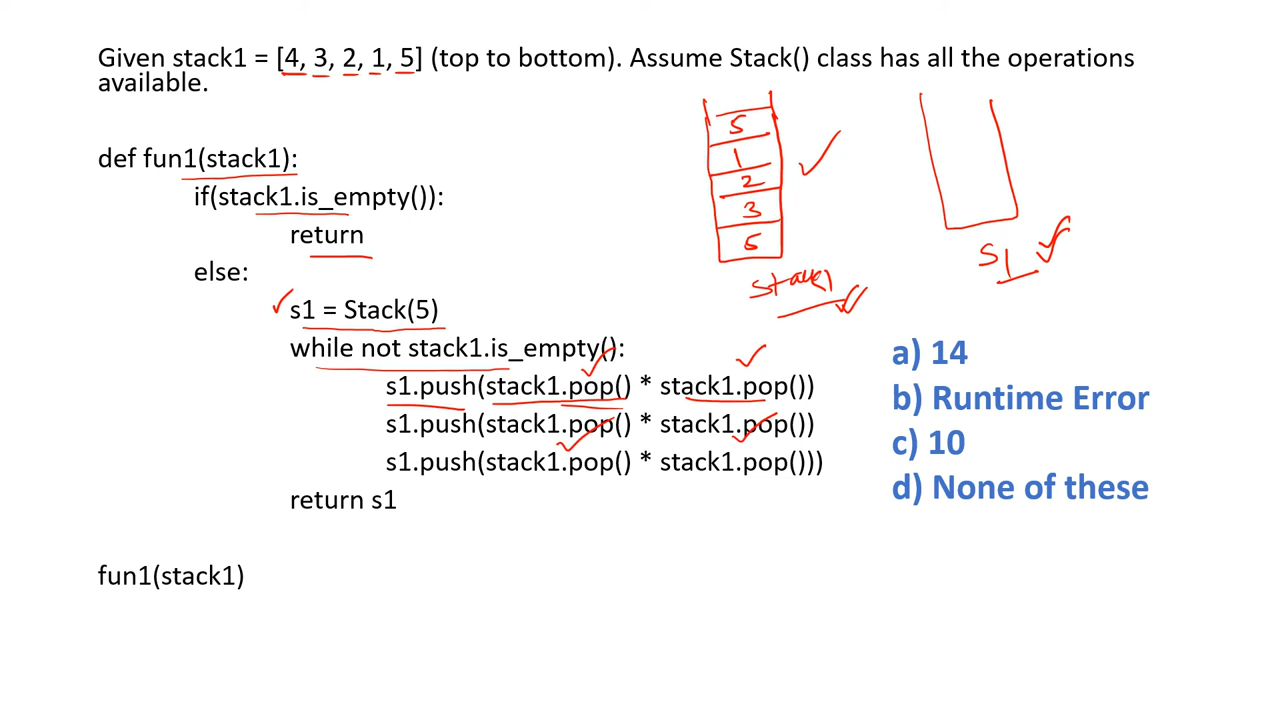 Given stack1 = [4, 3, 2, 1, 5] (top to bottom). Assume Stack() class has all the operations
available.
def fun1(stack1):
if(stack1.is_empty()):
return
else:
s1 = Stack(5)
while not stack1.is_empty():
s1.push(stack1.pop() * stack1.pop())
s1.push(stack1.pop() * stack1.pop())
s1.push(stack1.pop() * stack1.pop()))
return s1
fun1(stack1)
5
1
2
3
5
stack1
S1
a) 14
b) Runtime Error
c) 10
d) None of these